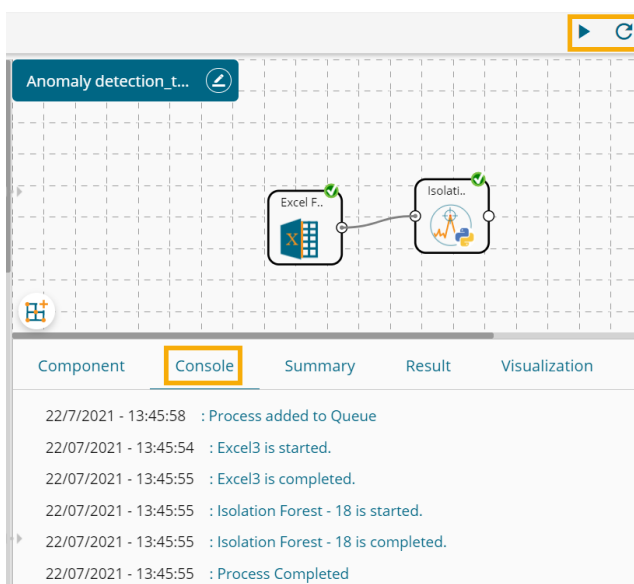 Anomaly detection_t...
Excel F..
Isolati..
Component Console Summary Result Visualization
22/7/2021 - 13:45:58 : Process added to Queue
22/07/2021 - 13:45:54 : Excel3 is started.
22/07/2021 - 13:45:55 : Excel3 is completed.
22/07/2021 - 13:45:55 : Isolation Forest - 18 is started.
22/07/2021 - 13:45:55 : Isolation Forest - 18 is completed.
22/07/2021 - 13:45:55 : Process Completed